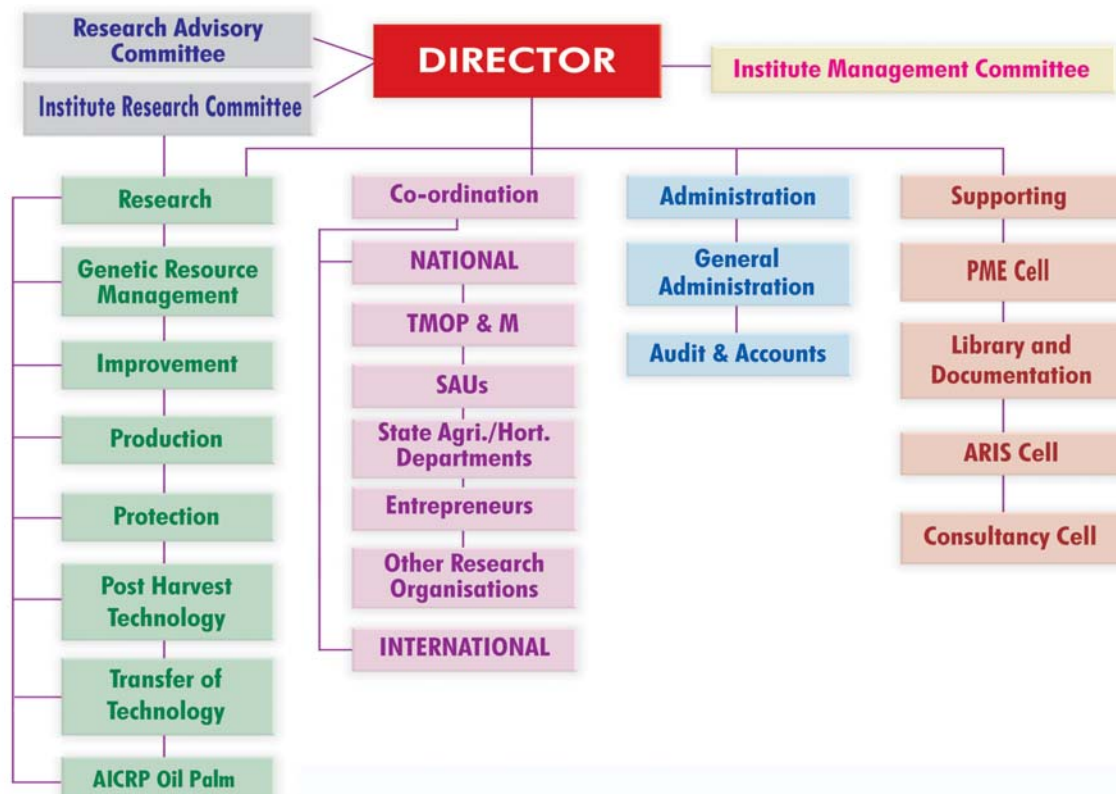 Research Advisory
Committee
DIRECTOR
Institute Management Committee
Institute Research Committee
Research
Co-ordination
Administration
Supporting
Genetic Resource
Management
Improvement
Production
Protection
Post Harvest
Technology
Transfer of
Technology
AICRP Oil Palm
NATIONAL
TMOP & M
SAUs
State Agri./Hort.
Departments
Entrepreneurs
Other Research
Organisations
INTERNATIONAL
General
Administration
Audit & Accounts
PME Cell
Library and
Documentation
ARIS Cell
Consultancy Cell